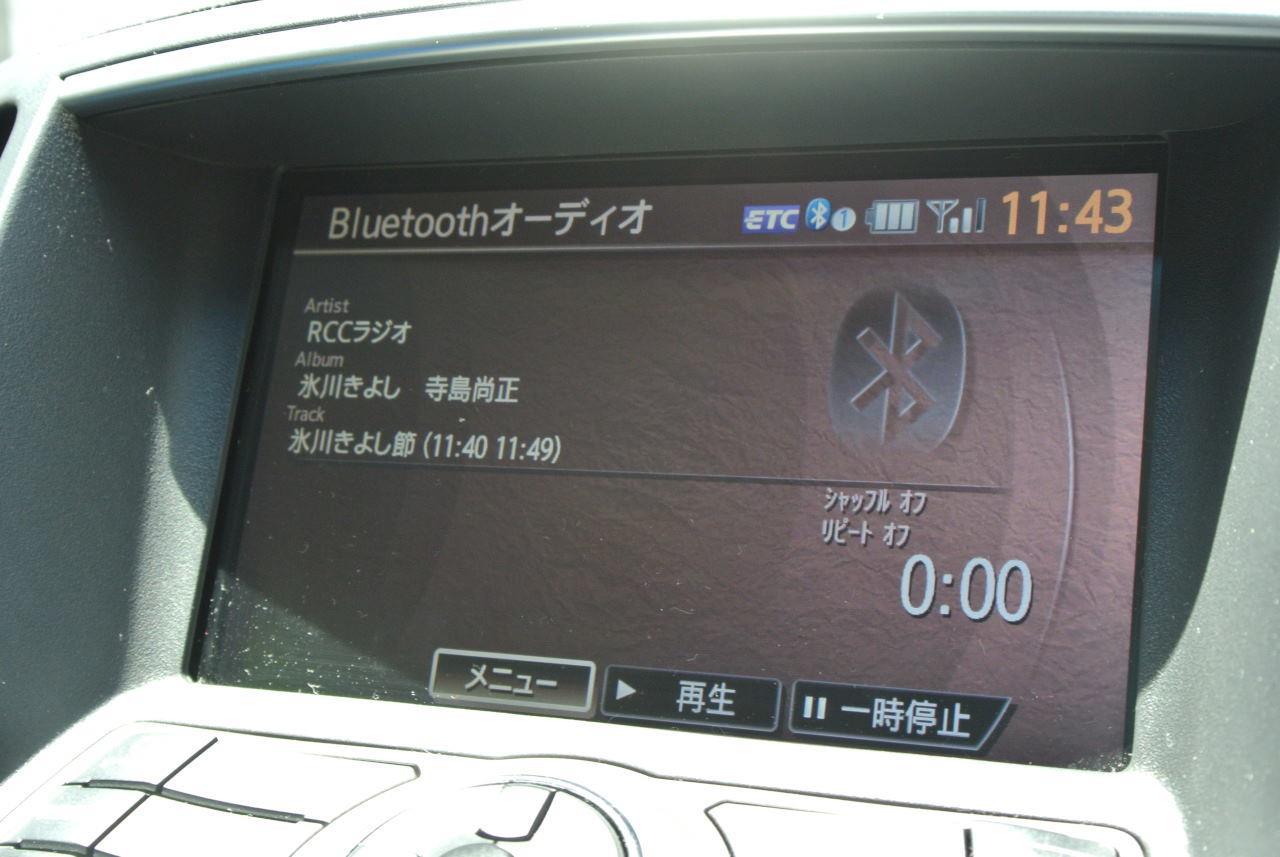 Bluetoothオーディオ ETC 1 11:43
Artist
RCCラジオ
Album
氷川きよし 寺島尚正
Track
氷川きよし節 (11:40 11:49)
シャッフル オフ
リピート オフ
0:00
メニュー 再生 一時停止